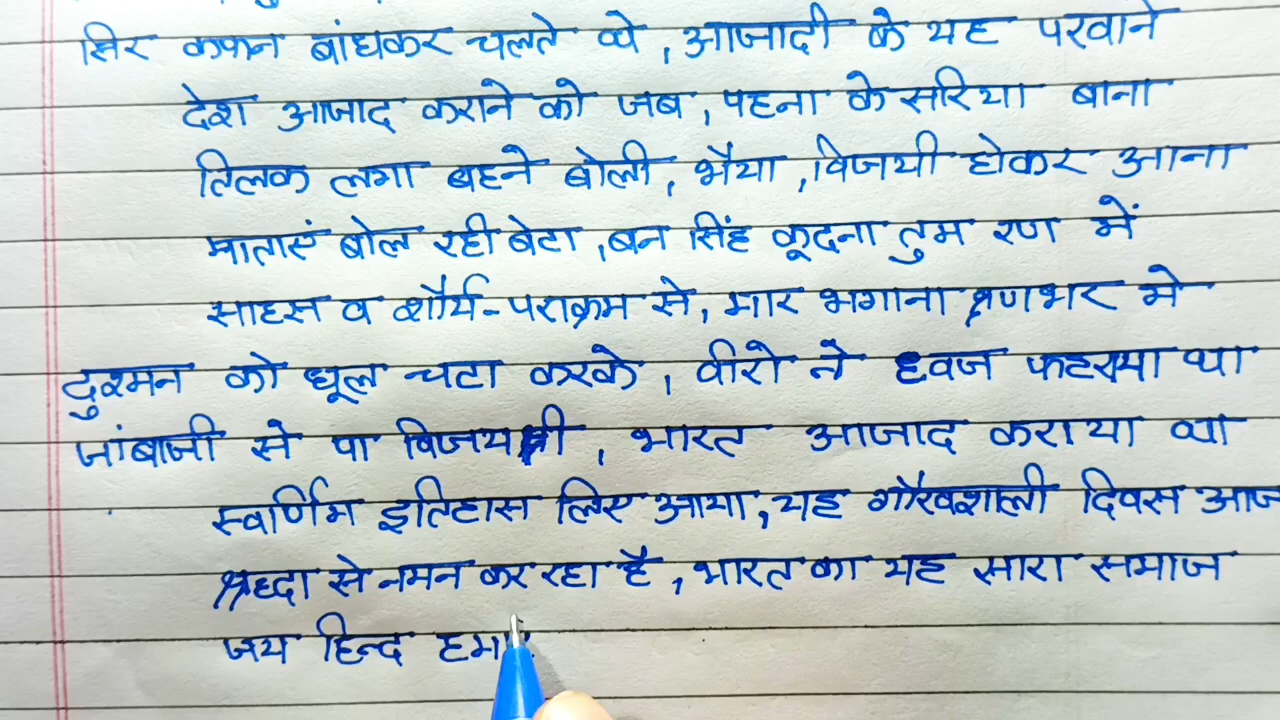 सिर कफन बांधकर चलते थे, आजादी के यह परवाने
देश आजाद कराने को जब, पहना केसरिया बाना
तिलक लगा बहने बोली, भैया, विजयी होकर आना
माताएं बोल रही बेटा, बन सिंह कूदना तुम रण में
साहस व शौर्य-पराक्रम से, मार भगाना क्षणभर मे
दुश्मन को धूल चटा करके, वीरो ने ध्वज फहराया था
जांबाजी से पा विजयश्री, भारत आजाद कराया था
स्वर्णिम इतिहास लिए आया, यह गौरवशाली दिवस आज
श्रद्धा से नमन कर रहा है, भारत का यह सारा समाज
जय हिन्द